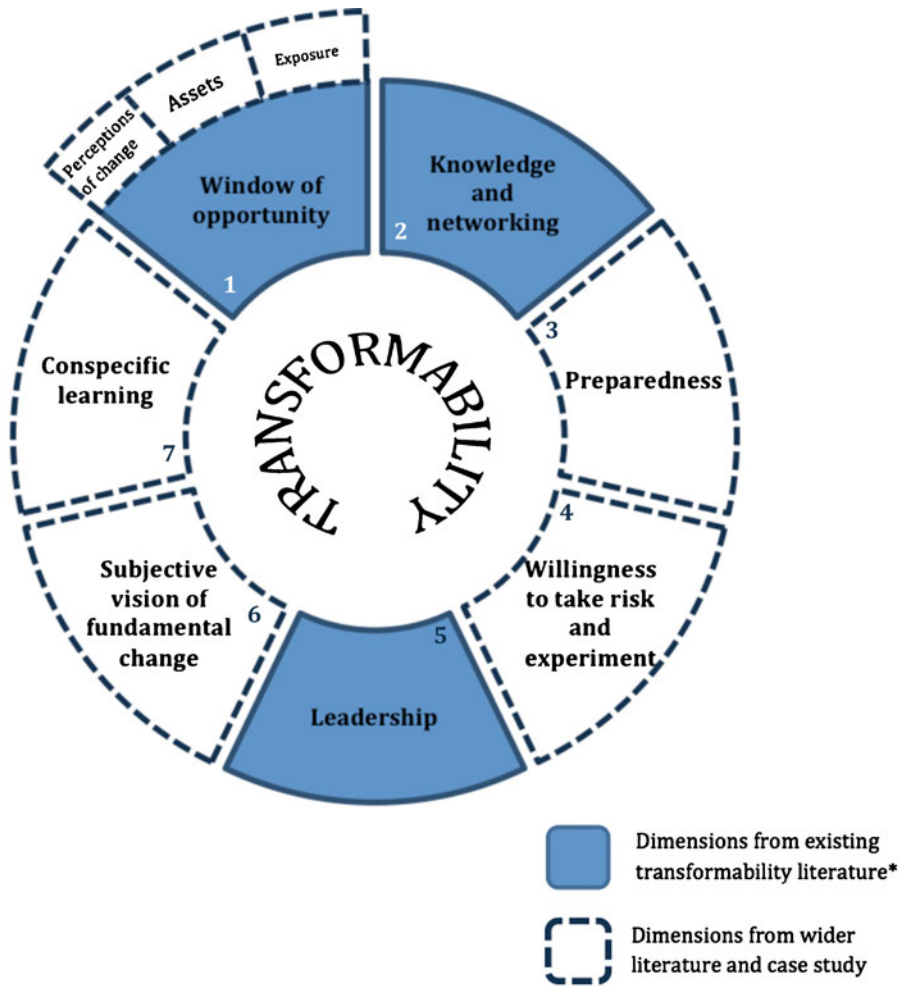 Perceptions
of change
Assets
Exposure
Window of
opportunity
1
Knowledge
and
networking
2
3
Preparedness
4
Willingness
to take risk
and
experiment
5
Leadership
6
Subjective
vision of
fundamental
change
Conspecific
learning
7
TRANSFORMABILITY
Dimensions from existing
transformability literature*
Dimensions from wider
literature and case study